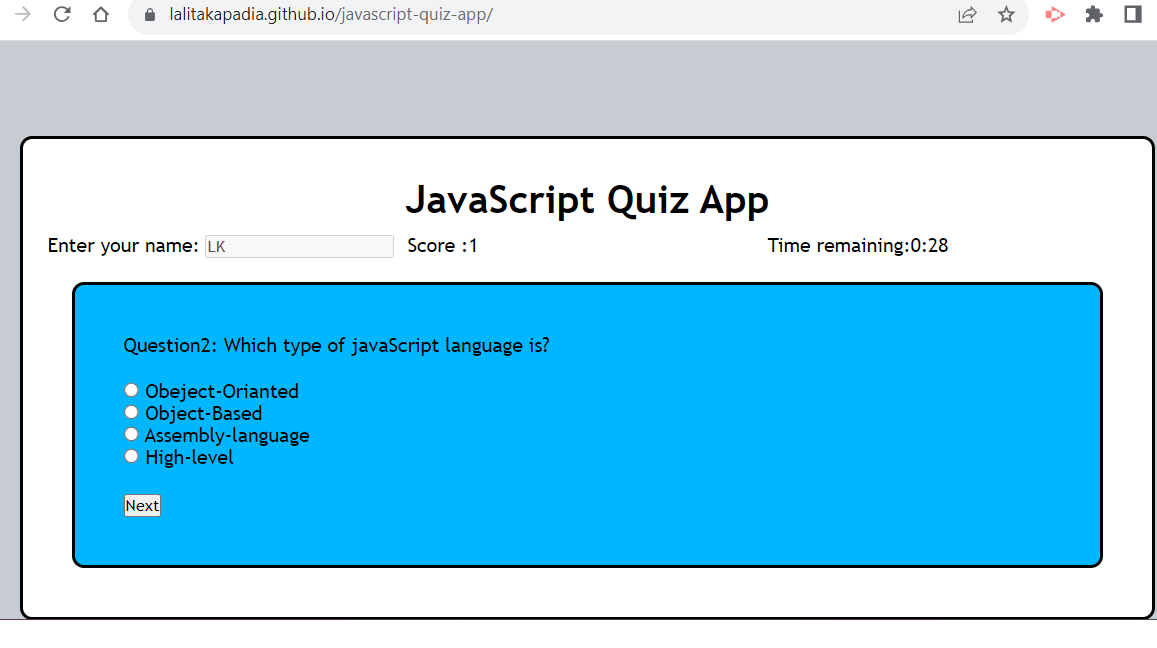 lalitakapadia.github.io/javascript-quiz-app/
JavaScript Quiz App
Enter your name: LK Score :1 Time remaining:0:28
Question2: Which type of javaScript language is?
Obeject-Orianted
Object-Based
Assembly-language
High-level
Next